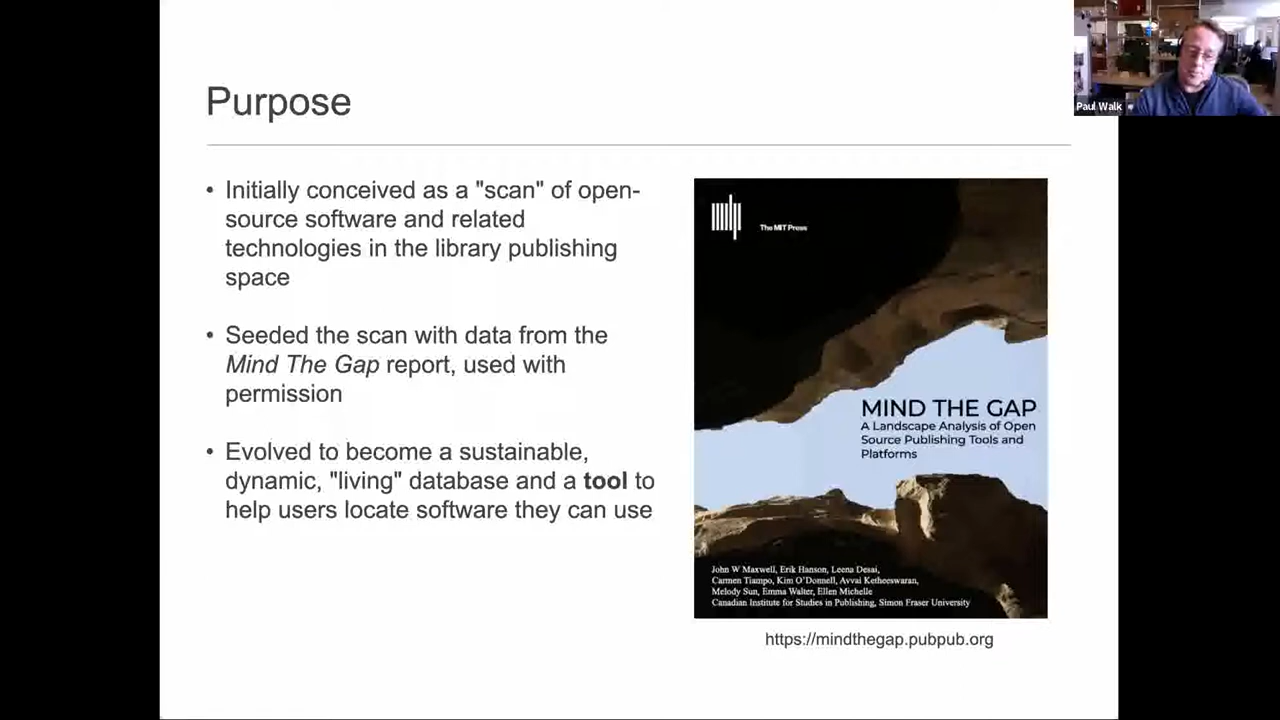 Purpose
• Initially conceived as a "scan" of open-
source software and related
technologies in the library publishing
space
• Seeded the scan with data from the
Mind The Gap report, used with
permission
• Evolved to become a sustainable,
dynamic, "living" database and a tool to
help users locate software they can use
The MIT Press
MIND THE GAP
A Landscape Analysis of Open
Source Publishing Tools and
Platforms
John W Maxwell, Erik Hanson, Leena Desai,
Carmen Tiampo, Kim O'Donnell, Avvai Ketheeswaran,
Melody Sun, Emma Walter, Ellen Michelle
Canadian Institute for Studies in Publishing, Simon Fraser University
https://mindthegap.pubpub.org
Paul Walk